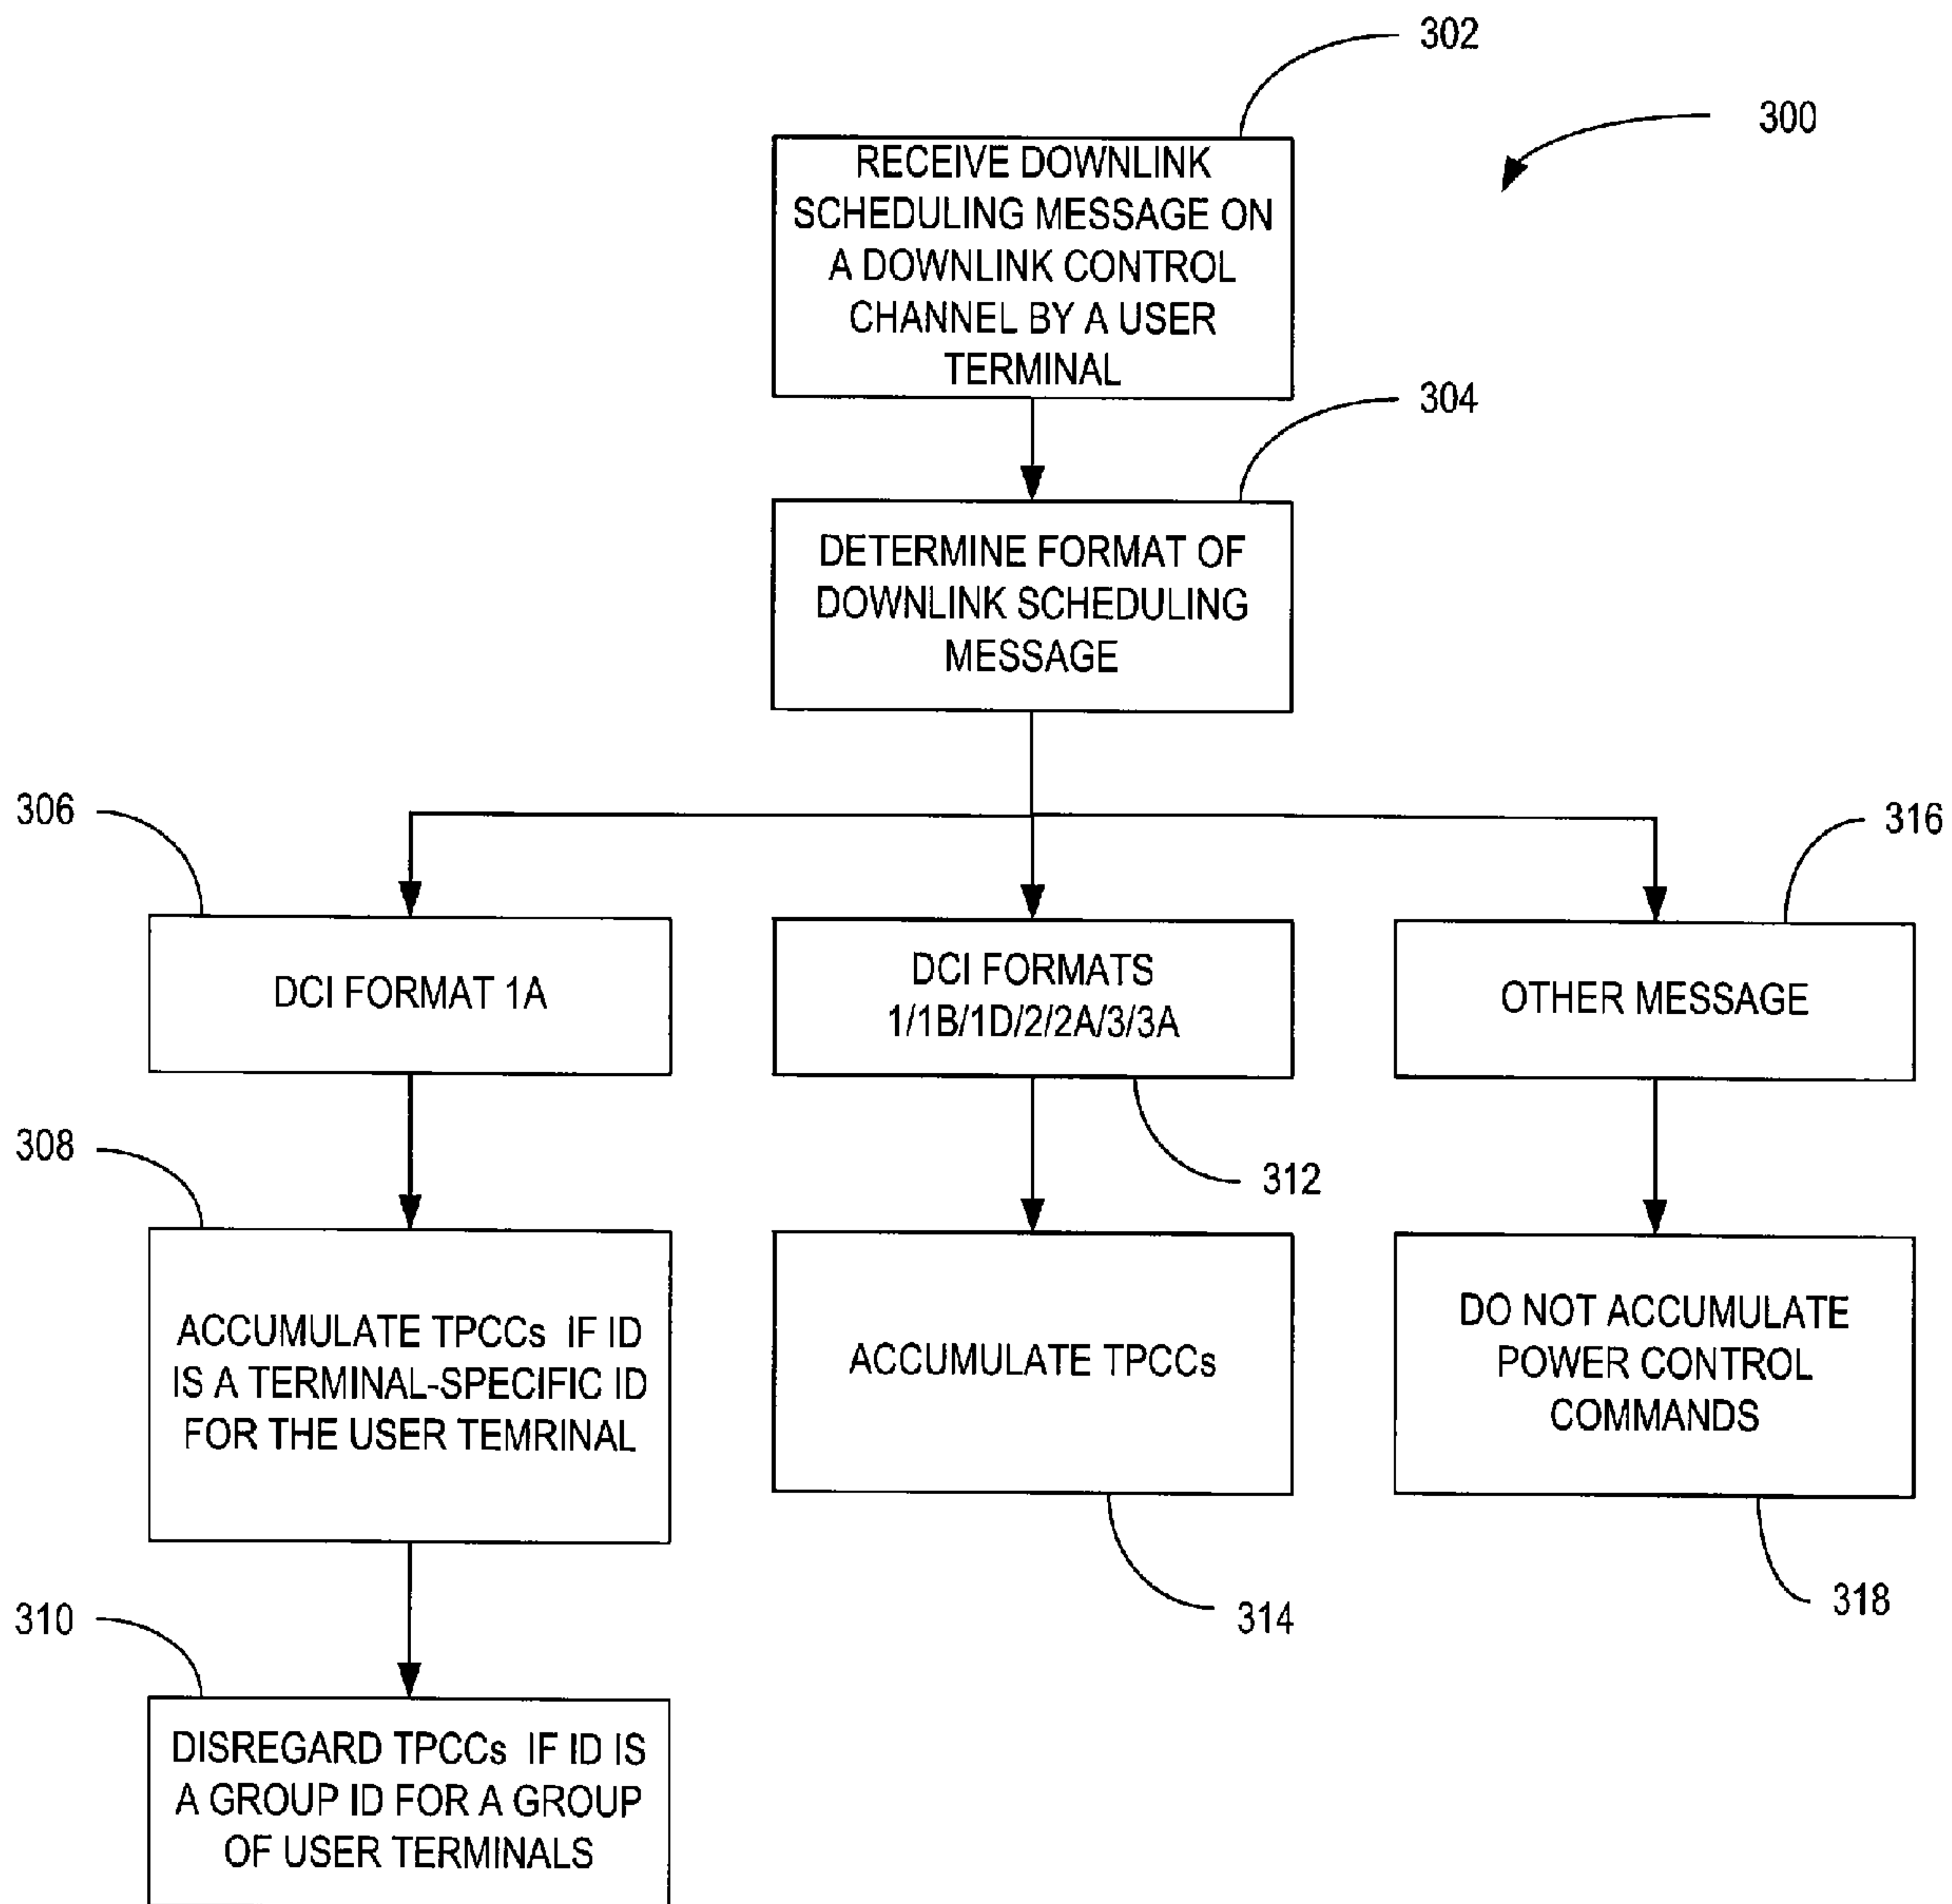 302
300
RECEIVE DOWNLINK
SCHEDULING MESSAGE ON
A DOWNLINK CONTROL
CHANNEL BY A USER
TERMINAL
304
DETERMINE FORMAT OF
DOWNLINK SCHEDULING
MESSAGE
306
316
DCI FORMAT 1A
DCI FORMATS
1/1B/1D/2/2A/3/3A
OTHER MESSAGE
308
312
ACCUMULATE TPCCs IF ID
IS A TERMINAL-SPECIFIC ID
FOR THE USER TEMRINAL
ACCUMULATE TPCCs
DO NOT ACCUMULATE
POWER CONTROL
COMMANDS
310
314
318
DISREGARD TPCCs IF ID IS
A GROUP ID FOR A GROUP
OF USER TERMINALS